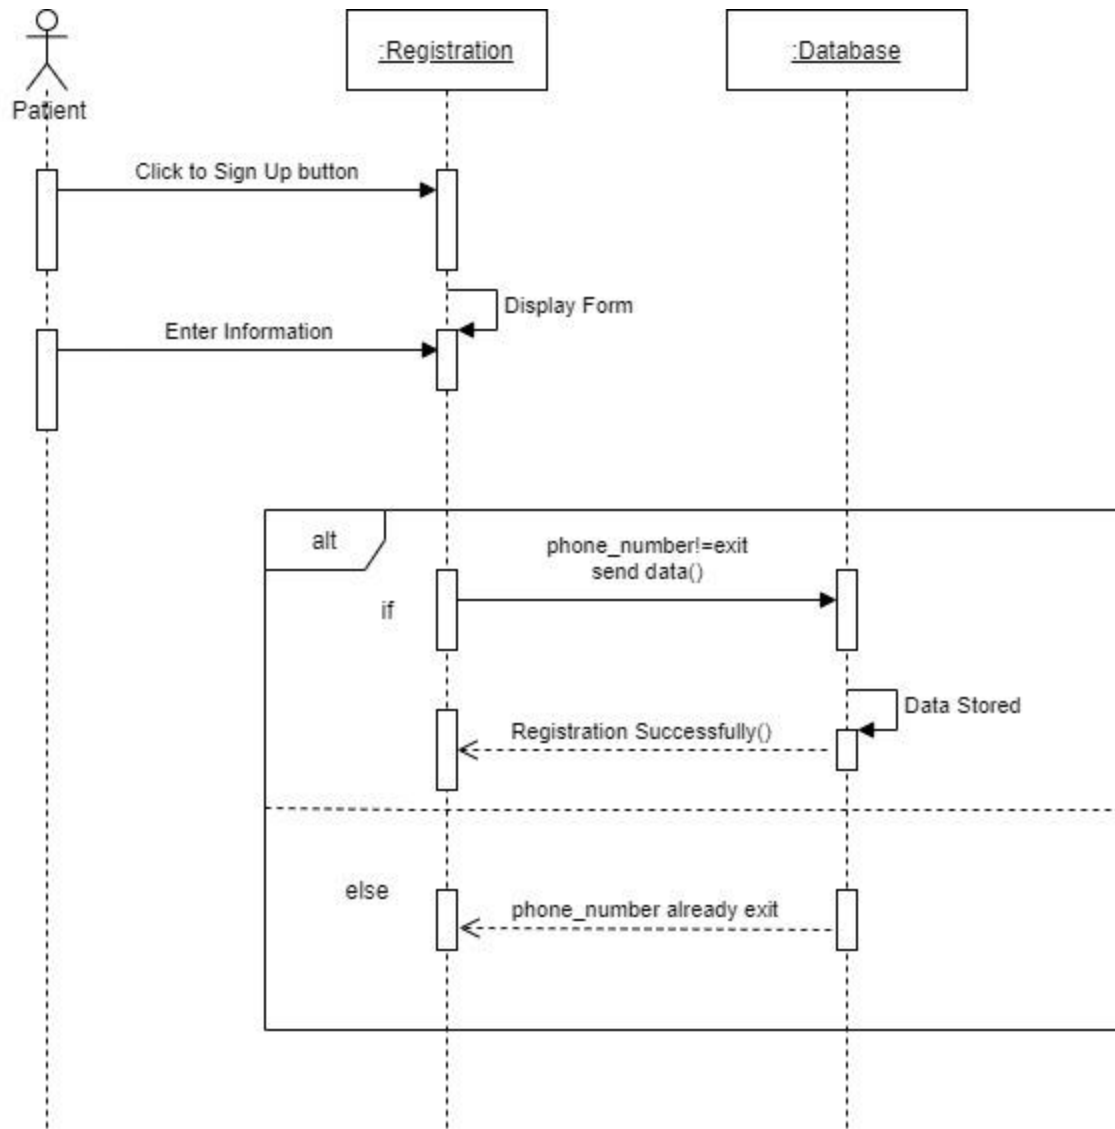 :Registration
:Database
Patient
Click to Sign Up button
Display Form
Enter Information
alt
phone_number!=exit
send data()
if
Data Stored
Registration Successfully()
else
phone_number already exit